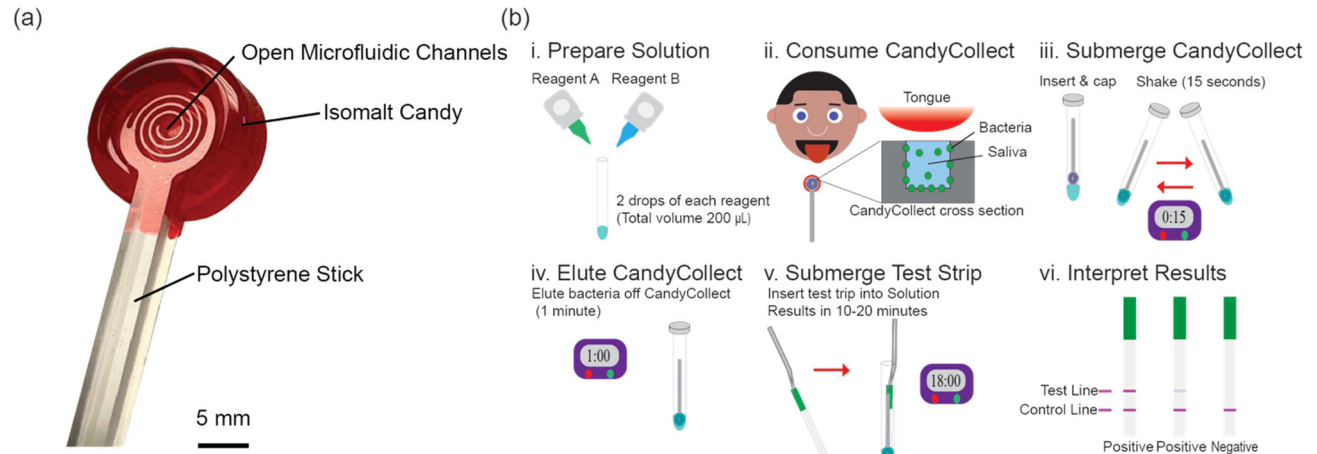 (a)
Open Microfluidic Channels
Isomalt Candy
Polystyrene Stick
5 mm
(b)
i. Prepare Solution
Reagent A
Reagent B
2 drops of each reagent
(Total volume 200 µL)
ii. Consume CandyCollect
Tongue
Bacteria
Saliva
CandyCollect cross section
iii. Submerge CandyCollect
Insert & cap
Shake (15 seconds)
0:15
iv. Elute CandyCollect
Elute bacteria off CandyCollect
(1 minute)
1:00
v. Submerge Test Strip
Insert test trip into Solution
Results in 10-20 minutes
18:00
vi. Interpret Results
Test Line
Control Line
Positive Positive Negative